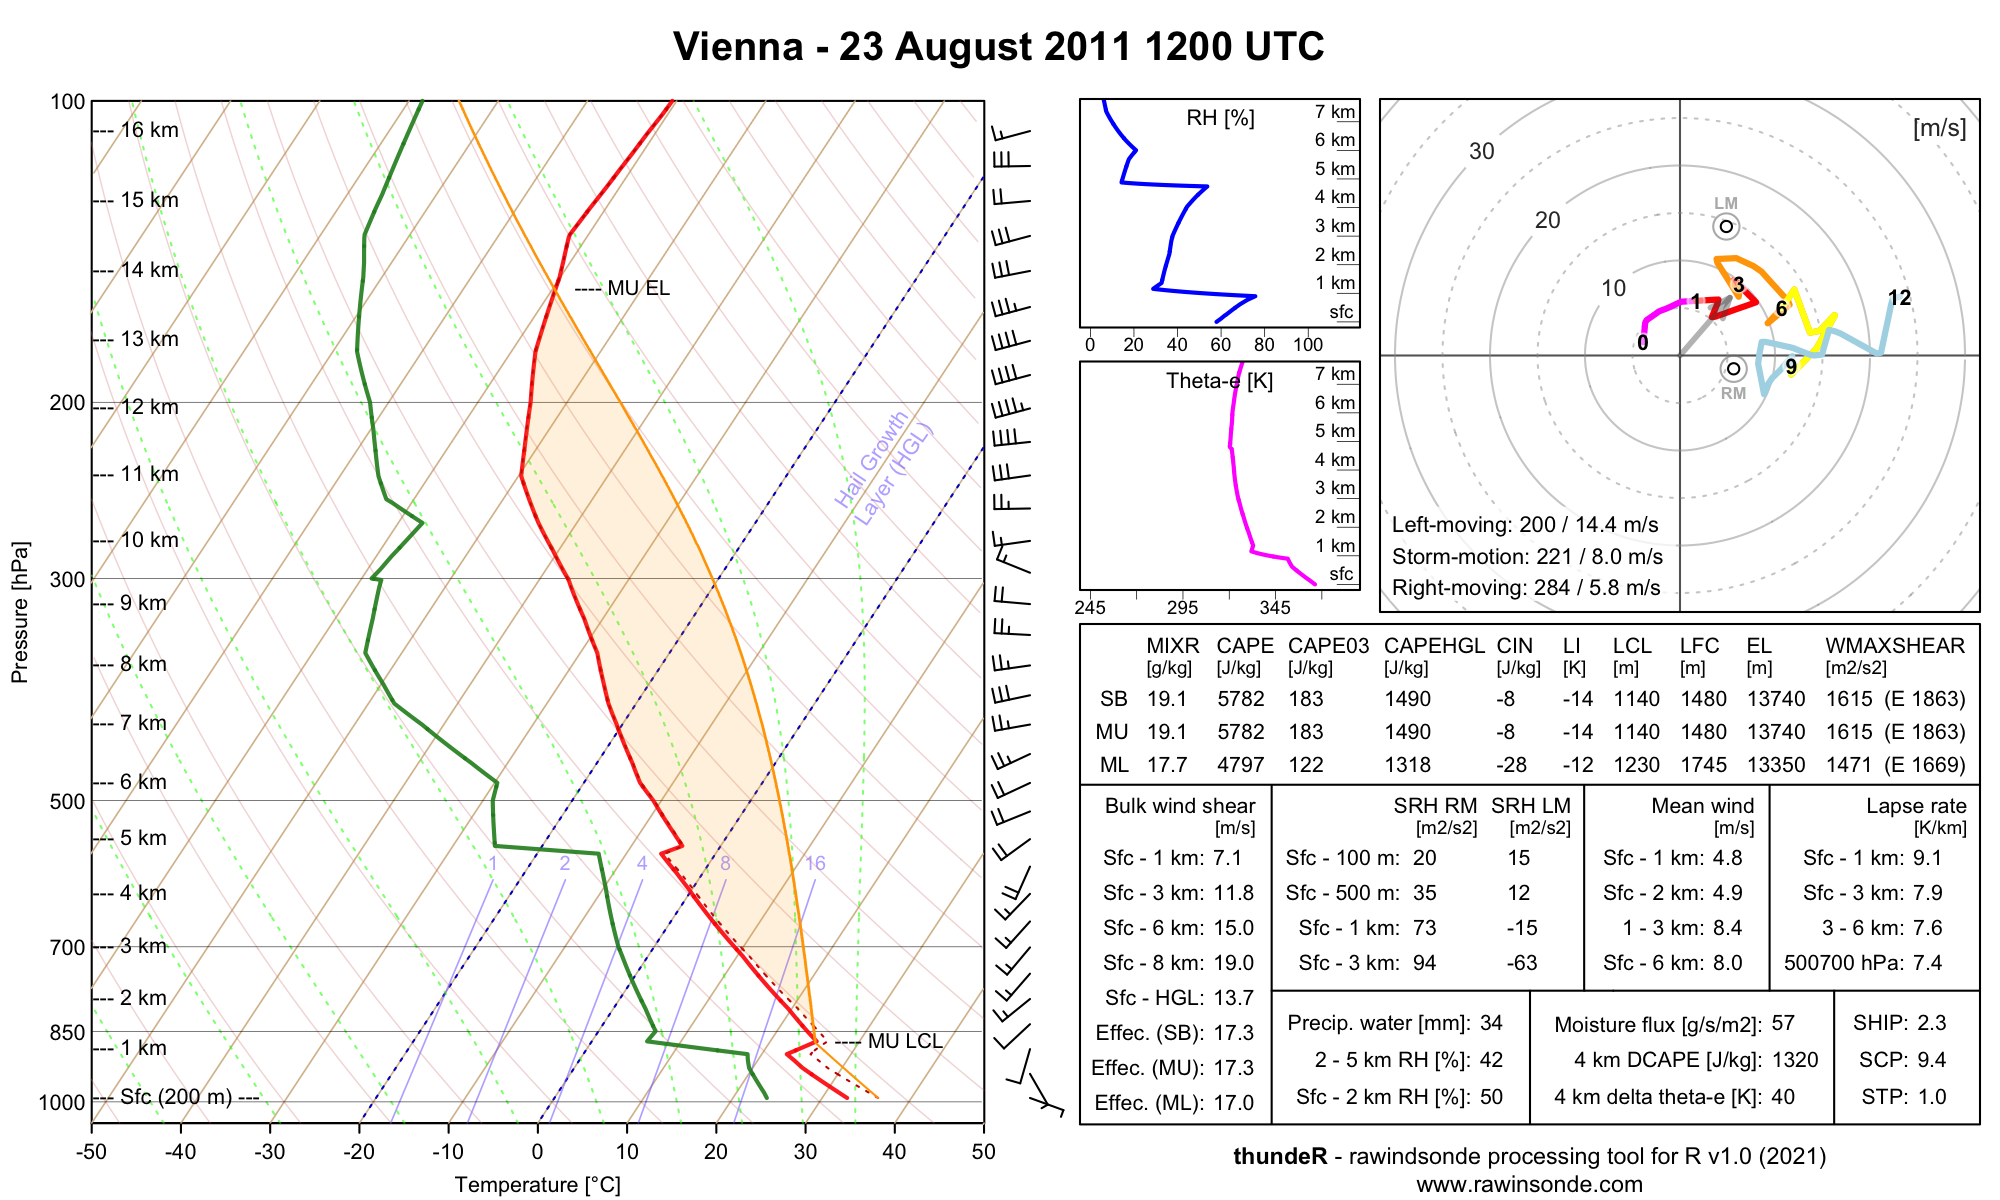 Vienna - 23 August 2011 1200 UTC
Pressure [hPa]
100
200
300
500
700
850
1000
--- 16 km
--- 15 km
--- 14 km
--- 13 km
--- 12 km
--- 11 km
--- 10 km
--- 9 km
--- 8 km
--- 7 km
--- 6 km
--- 5 km
--- 4 km
--- 3 km
--- 2 km
--- 1 km
--- Sfc (200 m) ---
---- MU EL
Hail Growth
Layer (HGL)
1 2 4 8 16
---- MU LCL
-50 -40 -30 -20 -10 0 10 20 30 40 50
Temperature [°C]
RH [%]
7 km
6 km
5 km
4 km
3 km
2 km
1 km
sfc
0 20 40 60 80 100
Theta-e [K]
7 km
6 km
5 km
4 km
3 km
2 km
1 km
sfc
245 295 345
[m/s]
30
20
10
LM
RM
0 1 3 6 9 12
Left-moving: 200 / 14.4 m/s
Storm-motion: 221 / 8.0 m/s
Right-moving: 284 / 5.8 m/s
MIXR CAPE CAPE03 CAPEHGL CIN LI LCL LFC EL WMAXSHEAR
[g/kg] [J/kg] [J/kg] [J/kg] [J/kg] [K] [m] [m] [m] [m2/s2]
SB 19.1 5782 183 1490 -8 -14 1140 1480 13740 1615 (E 1863)
MU 19.1 5782 183 1490 -8 -14 1140 1480 13740 1615 (E 1863)
ML 17.7 4797 122 1318 -28 -12 1230 1745 13350 1471 (E 1669)
Bulk wind shear
[m/s]
Sfc - 1 km: 7.1
Sfc - 3 km: 11.8
Sfc - 6 km: 15.0
Sfc - 8 km: 19.0
Sfc - HGL: 13.7
Effec. (SB): 17.3
Effec. (MU): 17.3
Effec. (ML): 17.0
SRH RM SRH LM
[m2/s2] [m2/s2]
Sfc - 100 m: 20 15
Sfc - 500 m: 35 12
Sfc - 1 km: 73 -15
Sfc - 3 km: 94 -63
Mean wind
[m/s]
Sfc - 1 km: 4.8
Sfc - 2 km: 4.9
1 - 3 km: 8.4
Sfc - 6 km: 8.0
Lapse rate
[K/km]
Sfc - 1 km: 9.1
Sfc - 3 km: 7.9
3 - 6 km: 7.6
500700 hPa: 7.4
Precip. water [mm]: 34
2 - 5 km RH [%]: 42
Sfc - 2 km RH [%]: 50
Moisture flux [g/s/m2]: 57
4 km DCAPE [J/kg]: 1320
4 km delta theta-e [K]: 40
SHIP: 2.3
SCP: 9.4
STP: 1.0
thundeR - rawindsonde processing tool for R v1.0 (2021)
www.rawinsonde.com